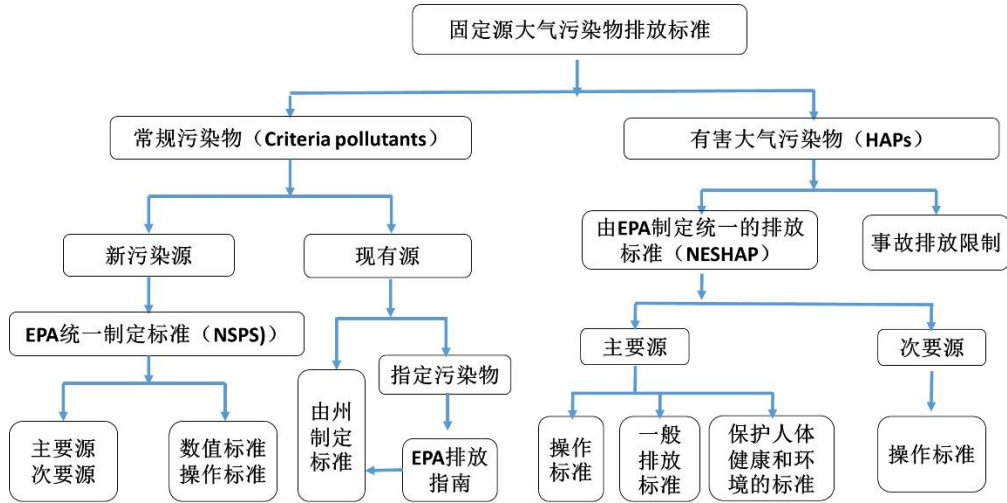 固定源大气污染物排放标准
常规污染物（Criteria pollutants）
有害大气污染物（HAPs）
新污染源
现有源
由EPA制定统一的排放
标准（NESHAP）
事故排放限制
EPA统一制定标准（NSPS)）
主要源
次要源
数值标准
操作标准
由州
制定
标准
指定污染物
EPA排放
指南
主要源
次要源
操作
标准
一般
排放
标准
保护人体
健康和环
境的标准
操作标准